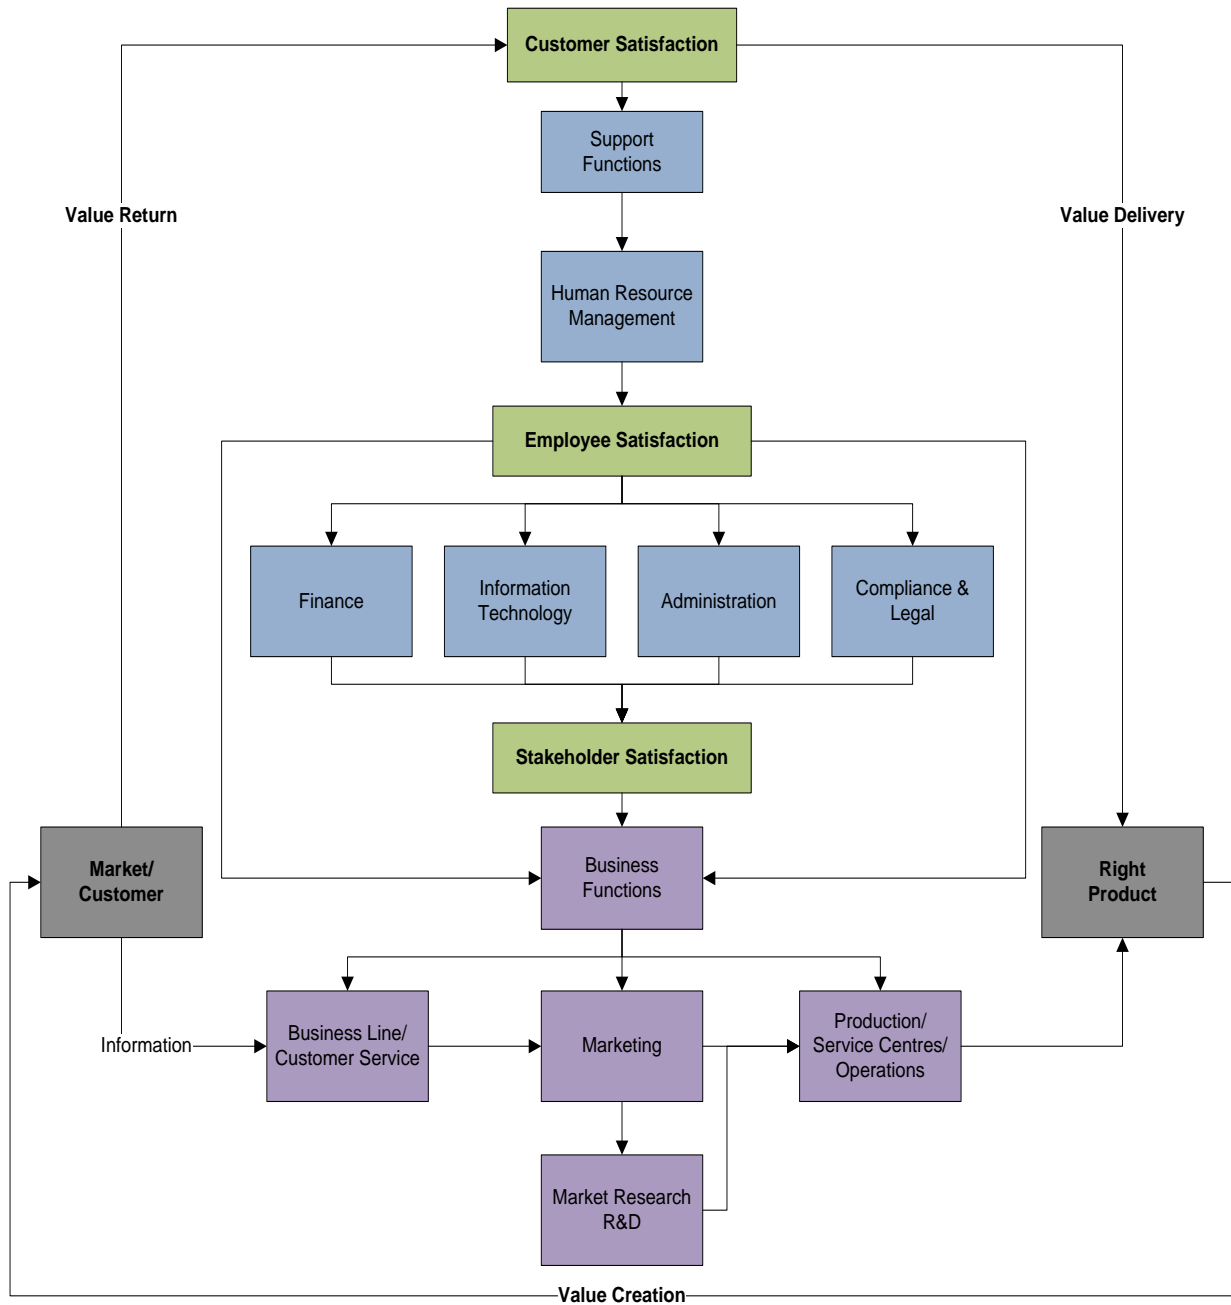 Customer Satisfaction
Support
Functions
Value Return
Value Delivery
Human Resource
Management
Employee Satisfaction
Finance
Information
Technology
Administration
Compliance &
Legal
Stakeholder Satisfaction
Market/
Customer
Business
Functions
Right
Product
Information
Business Line/
Customer Service
Marketing
Production/
Service Centres/
Operations
Market Research
R&D
Value Creation